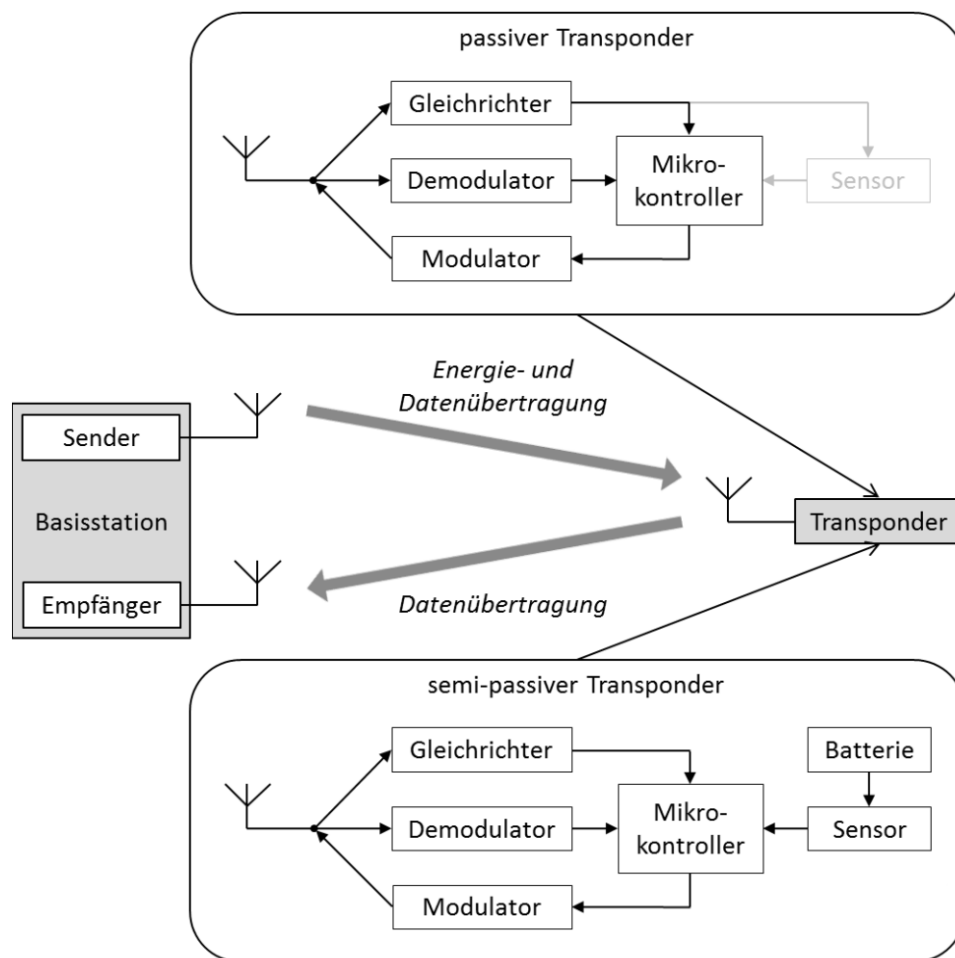 passiver Transponder
Gleichrichter
Demodulator
Modulator
Mikro-
kontroller
Sensor
Energie- und
Datenübertragung
Sender
Basisstation
Empfänger
Transponder
Datenübertragung
semi-passiver Transponder
Gleichrichter
Batterie
Demodulator
Mikro-
kontroller
Sensor
Modulator